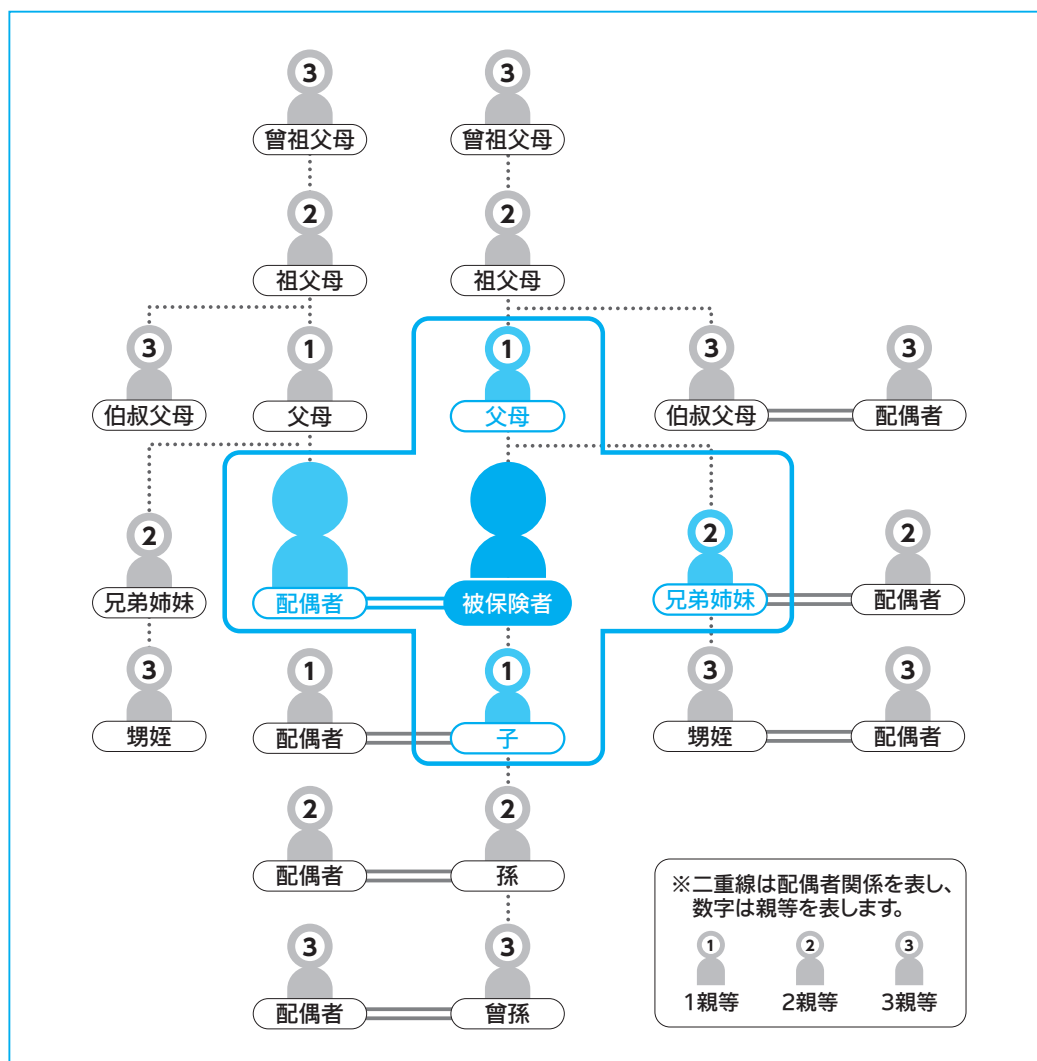 3
3
曾祖父母
曾祖父母
2
2
祖父母
祖父母
3
1
1
3
3
伯叔父母
父母
父母
伯叔父母
配偶者
2
2
2
兄弟姉妹
配偶者
被保険者
兄弟姉妹
配偶者
3
1
1
3
3
甥姪
配偶者
子
甥姪
配偶者
2
2
配偶者
孫
3
3
配偶者
曾孫
※二重線は配偶者関係を表し、
数字は親等を表します。
1
2
3
1親等
2親等
3親等